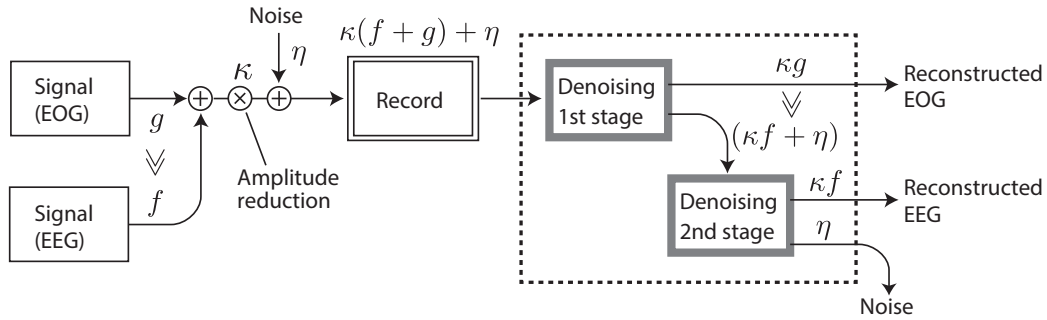 Noise
κ(f + g) + η
η
κ
Signal
(EOG)
g
Record
Denoising
1st stage
κg
Reconstructed
EOG
≫
≫
(κf + η)
Amplitude
reduction
f
Signal
(EEG)
Denoising
2nd stage
κf
Reconstructed
EEG
η
Noise